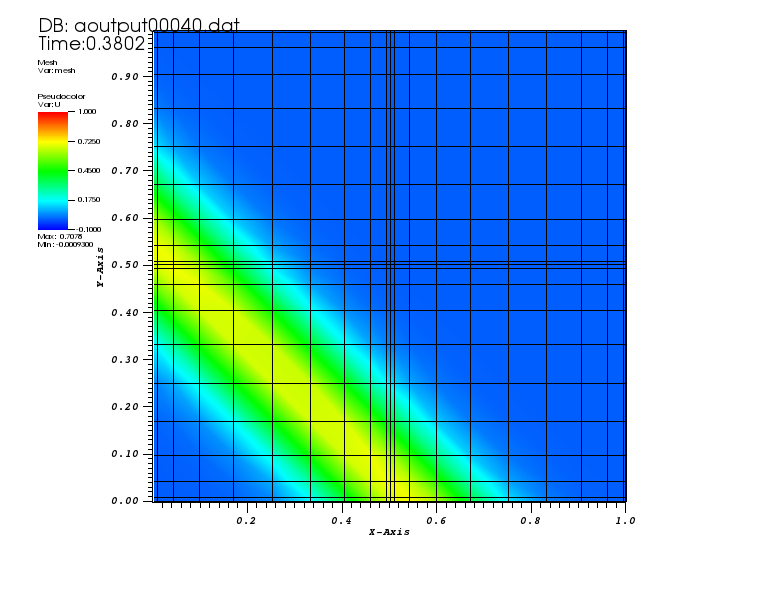 DB: aoutput00040.dat
Time:0.3802
Mesh
Var: mesh
Pseudocolor
Var: U
1.000
0.7250
0.4500
0.1750
-0.1000
Max: 0.7078
Min: -0.0009300
Y-Axis
0.90
0.80
0.70
0.60
0.50
0.40
0.30
0.20
0.10
0.00
0.2 0.4 0.6 0.8 1.0
X-Axis